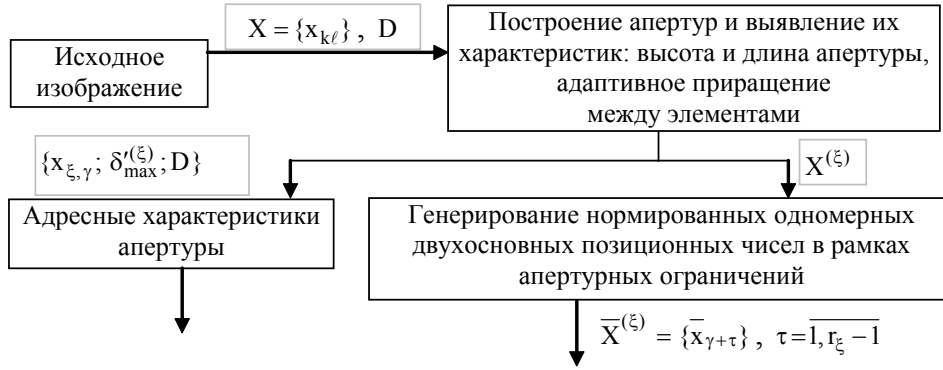 Исходное
изображение
X = {x_{kℓ}} , D
Построение апертур и выявление их
характеристик: высота и длина апертуры,
адаптивное приращение
между элементами
{x_{ξ,γ}; δ′_{max}^{(ξ)}; D}
X^{(ξ)}
Адресные характеристики
апертуры
Генерирование нормированных одномерных
двухосновных позиционных чисел в рамках
апертурных ограничений
X̅^{(ξ)} = {x̅_{γ+τ}} , τ = \overline{1, r_ξ − 1}